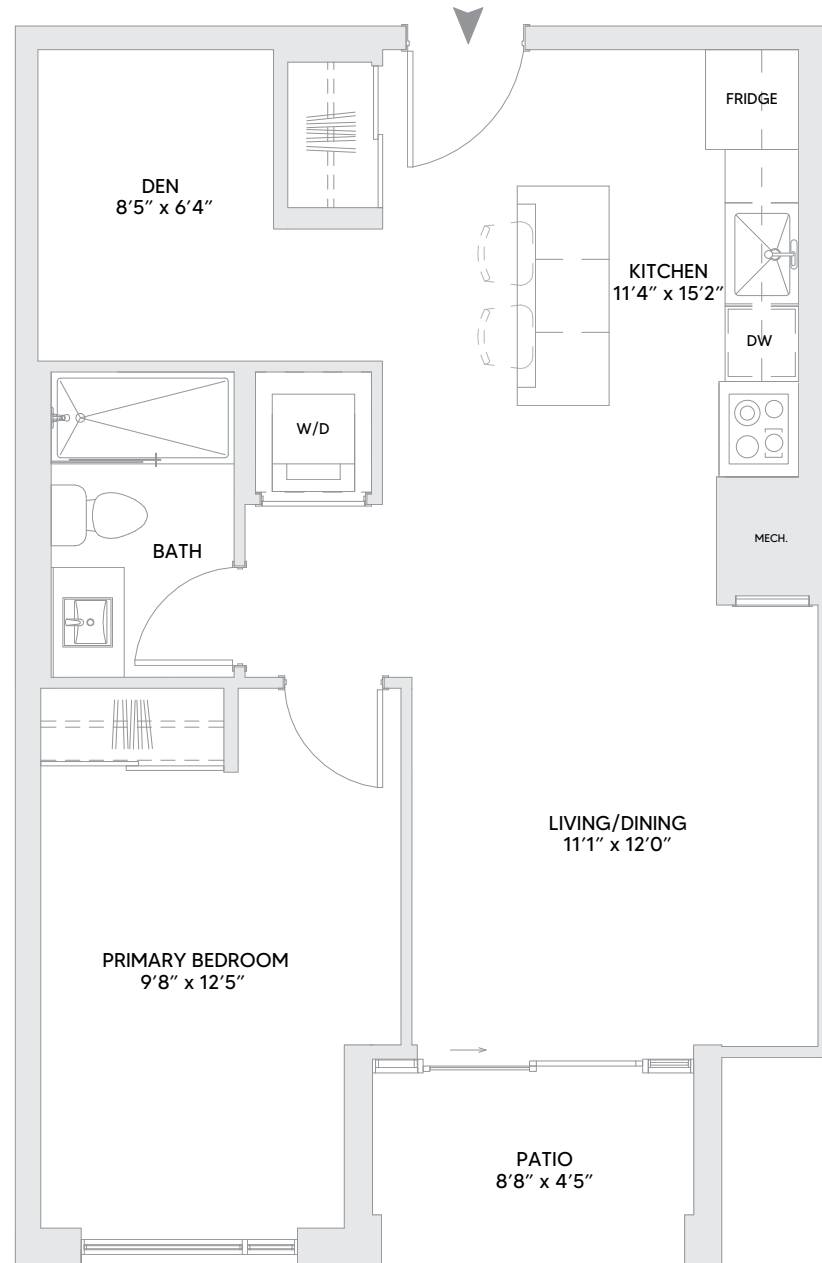 FRIDGE
DEN
8′5″ x 6′4″
KITCHEN
11′4″ x 15′2″
DW
W/D
MECH.
BATH
LIVING/DINING
11′1″ x 12′0″
PRIMARY BEDROOM
9′8″ x 12′5″
PATIO
8′8″ x 4′5″